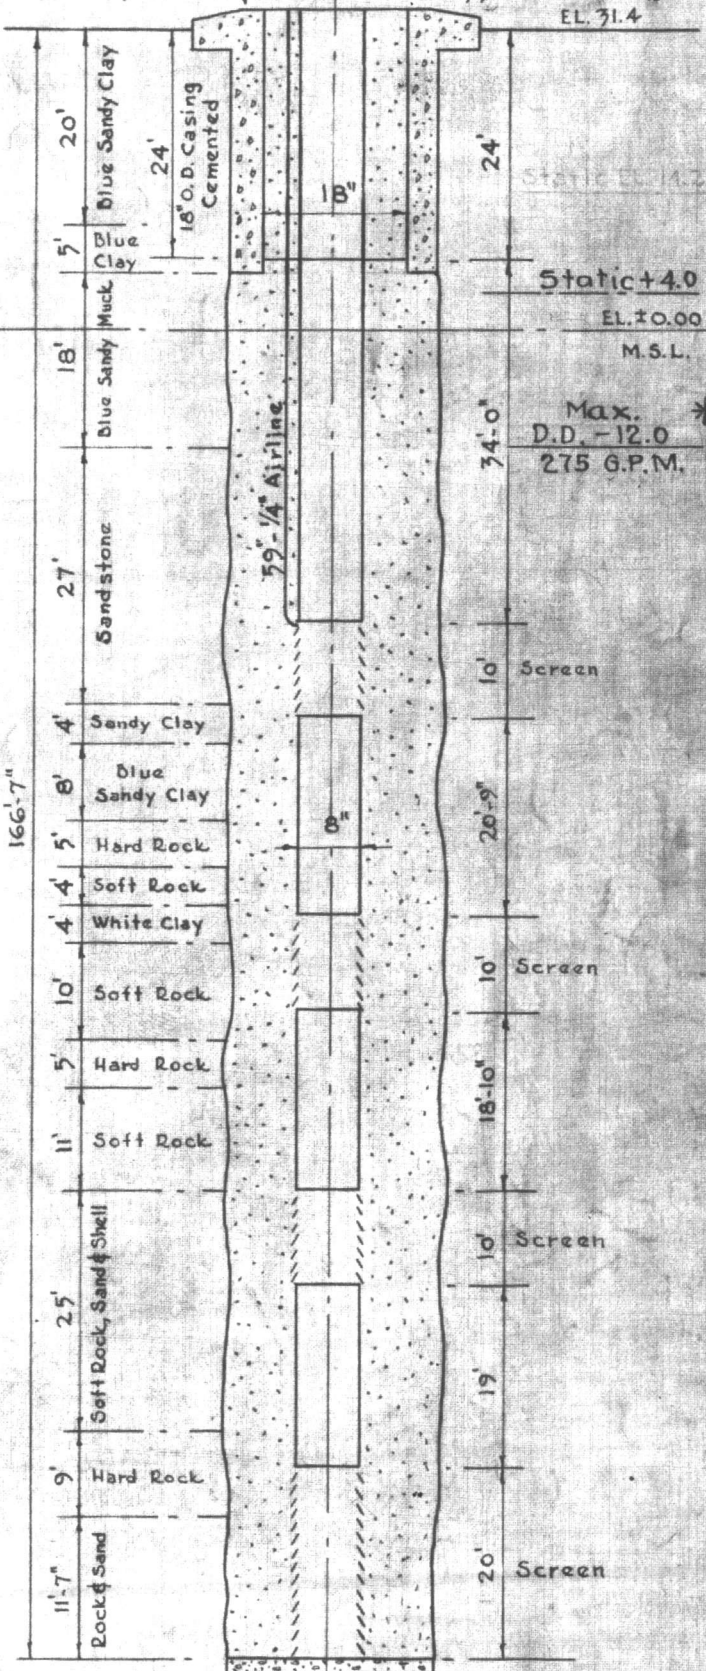 EL. 31.4
20'
Blue Sandy Clay
24'
18" O.D. Casing
Cemented
18"
24'
5'
Blue
Clay
Static + 4.0
EL. ±0.00
M.S.L.
18'
Blue Sandy Muck
34'-0"
Max. *
D.D. -12.0
275 G.P.M.
59'-1/4" Airline
27'
Sandstone
10' Screen
4' Sandy Clay
8'
Blue
Sandy Clay
8"
20'-9"
166'-7"
5' Hard Rock
4' Soft Rock
4' White Clay
10' Soft Rock
10' Screen
5' Hard Rock
18'-10"
11' Soft Rock
25'
Soft Rock, Sand & Shell
10' Screen
19'
9' Hard Rock
11'-7"
Rock & Sand
20' Screen